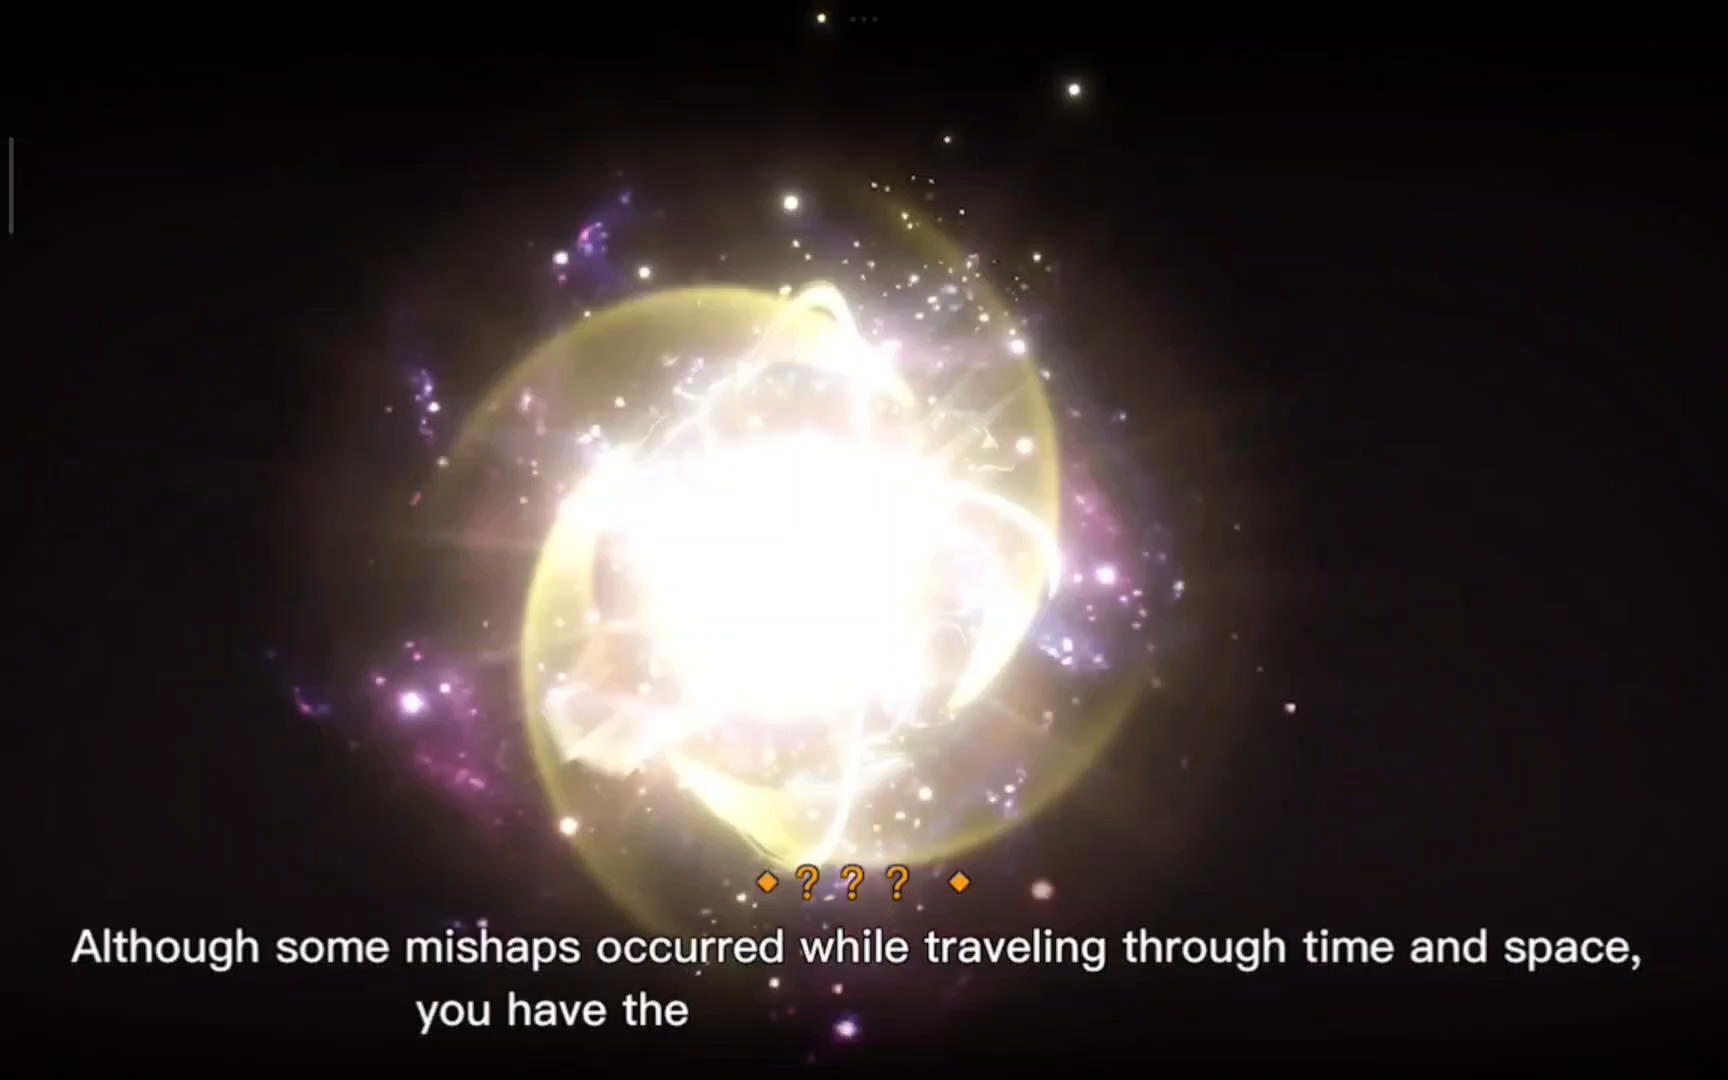 ◆ ? ? ? ◆
Although some mishaps occurred while traveling through time and space,
you have the